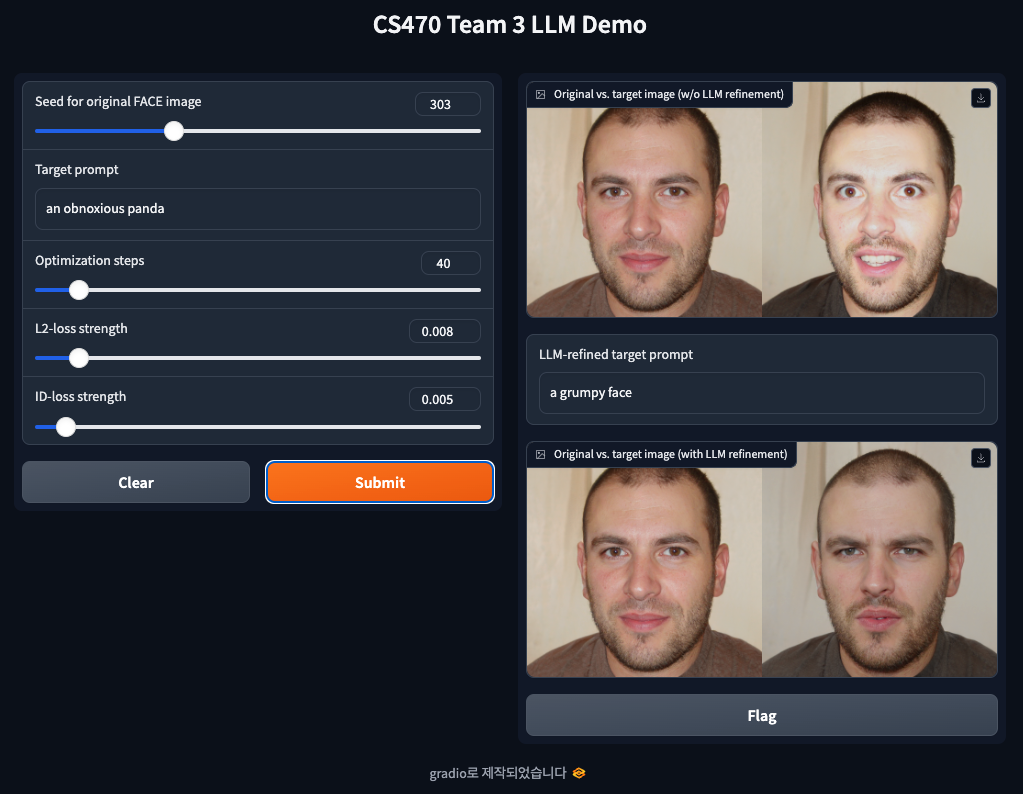 CS470 Team 3 LLM Demo
Seed for original FACE image
303
Target prompt
an obnoxious panda
Optimization steps
40
L2-loss strength
0.008
ID-loss strength
0.005
Clear
Submit
Original vs. target image (w/o LLM refinement)
LLM-refined target prompt
a grumpy face
Original vs. target image (with LLM refinement)
Flag
gradio로 제작되었습니다